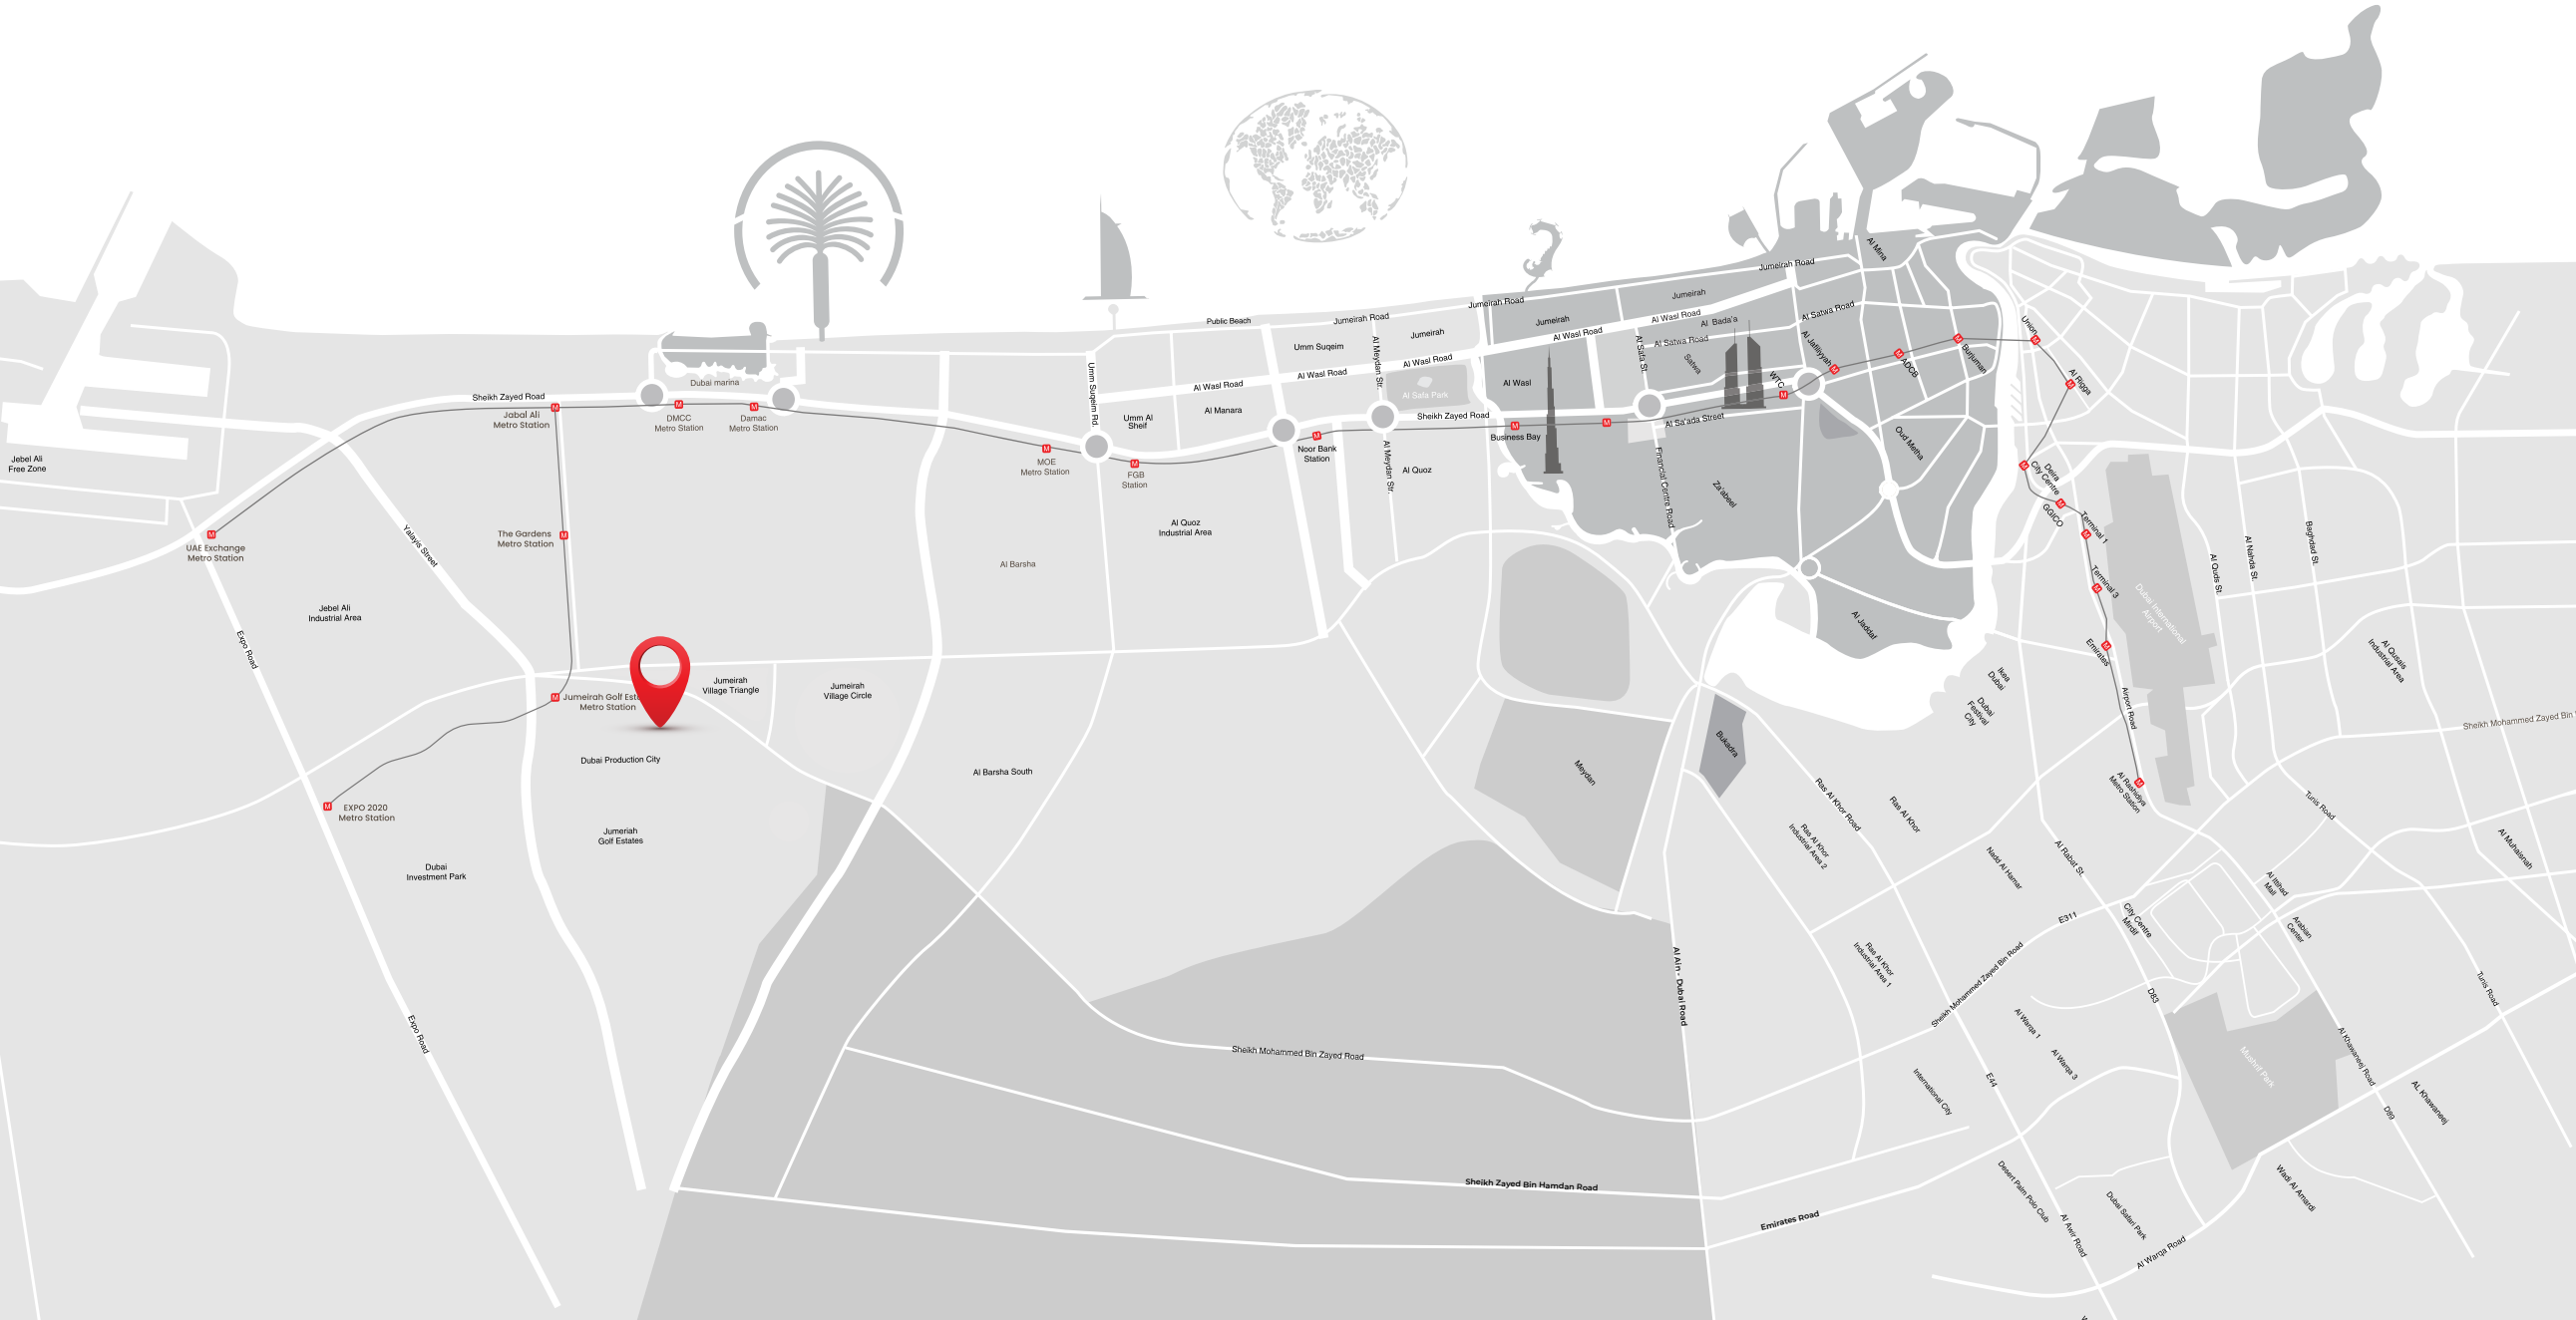 Jebel Ali
Free Zone
UAE Exchange
Metro Station
Sheikh Zayed Road
Jabal Ali
Metro Station
The Gardens
Metro Station
Yalayis Street
Jebel Ali
Industrial Area
Expo Road
Jumeirah Golf Est
Metro Station
EXPO 2020
Metro Station
Dubai
Investment Park
Expo Road
Dubai Production City
Jumeriah
Golf Estates
Dubai marina
DMCC
Metro Station
Damac
Metro Station
Jumeirah
Village Triangle
Jumeirah
Village Circle
MOE
Metro Station
Al Barsha
Al Barsha South
Umm Suqeim Rd.
Umm Al
Sheif
FGB
Station
Al Quoz
Industrial Area
Public Beach
Al Wasl Road
Al Manara
Umm Suqeim
Al Wasl Road
Noor Bank
Station
Jumeirah Road
Al Meydan Str.
Jumeirah
Al Wasl Road
Al Safa Park
Sheikh Zayed Road
Al Meydan Str.
Al Quoz
Jumeirah Road
Jumeirah
Al Wasl Road
Al Wasl
Business Bay
Jumeirah Road
Jumeirah
Al Wasl Road
Al Bada'a
Al Satwa Road
Al Safa St.
Satwa
Al Satwa Road
Al Sa'ada Street
Financial Centre Road
Za'abeel
WTC
Al Jafiliyyah
ADCB
Burjuman
Al Mina
Oud Metha
Al Jaddaf
Union
Al Rigga
Deira
City Centre
GGICO
Terminal 1
Terminal 3
Emirates
Airport Road
Al Rashidiya
Metro Station
Dubai International
Airport
Al Quds St.
Al Nahda St.
Baghdad St.
Al Qusais
Industrial Area
Sheikh Mohammed Zayed Bin
Ikea
Dubai
Dubai
Festival
City
Meydan
Bukadra
Ras Al Khor Road
Ras Al Khor
Ras Al Khor
Industrial Area 2
Nadd Al Hamar
Al Rabat St.
Tunis Road
Al Muhaisnah
Al Ittihad
Mall
Arabian
Center
City Centre
Mirdif
E311
Sheikh Mohammed Zayed Bin Road
Ras Al Khor
Industrial Area 1
D83
Al Warqa 1
Al Warqa 3
E44
International City
Mushrif Park
Al Khawaneej Road
Tunis Road
D89
AL Khawaneej
Al Ain - Dubai Road
Sheikh Mohammed Bin Zayed Road
Sheikh Zayed Bin Hamdan Road
Emirates Road
Desert Palm Polo Club
Al Awir Road
Dubai Safari Park
Al Warqa Road
Wadi Al Amardi